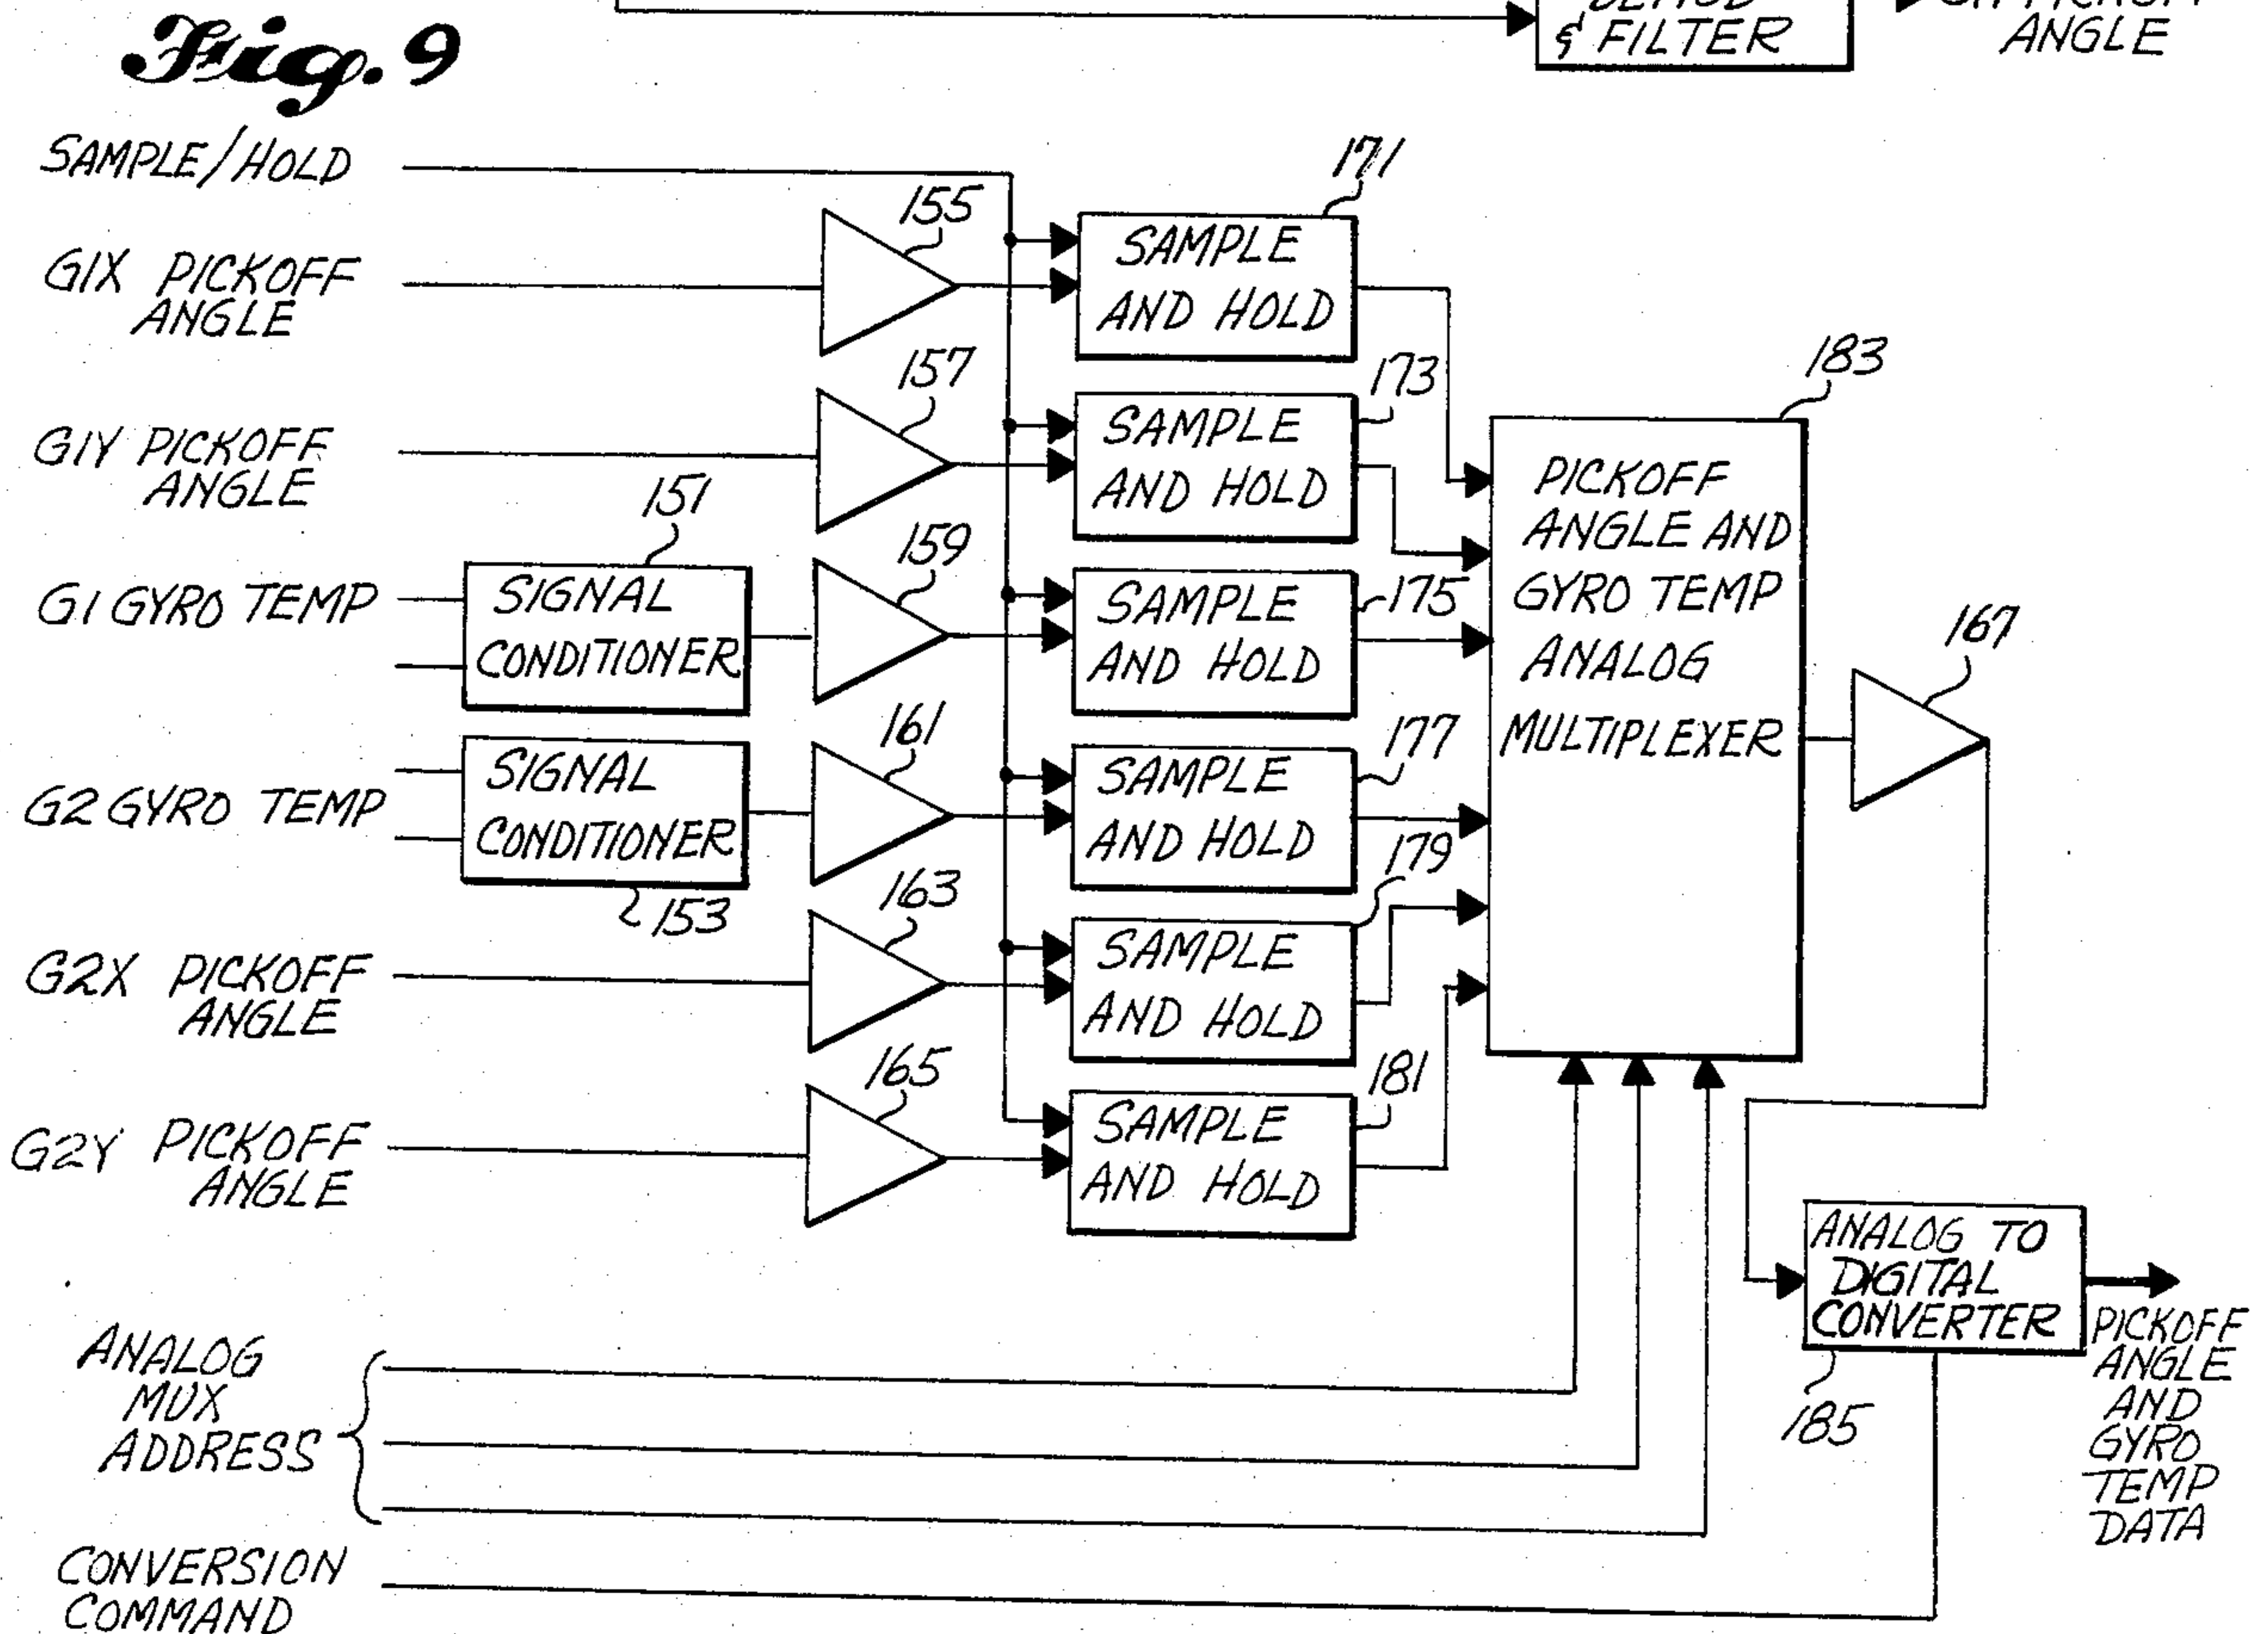 & FILTER
ANGLE
Fig. 9
SAMPLE/HOLD
171
155
G1X PICKOFF
ANGLE
SAMPLE
AND HOLD
157
173
183
G1Y PICKOFF
ANGLE
SAMPLE
AND HOLD
PICKOFF
ANGLE AND
GYRO TEMP
ANALOG
MULTIPLEXER
151
159
G1 GYRO TEMP
SIGNAL
CONDITIONER
SAMPLE
AND HOLD
175
167
161
177
G2 GYRO TEMP
SIGNAL
CONDITIONER
SAMPLE
AND HOLD
153
163
179
G2X PICKOFF
ANGLE
SAMPLE
AND HOLD
165
181
G2Y PICKOFF
ANGLE
SAMPLE
AND HOLD
ANALOG TO
DIGITAL
CONVERTER
185
PICKOFF
ANGLE
AND
GYRO
TEMP
DATA
ANALOG
MUX
ADDRESS
CONVERSION
COMMAND